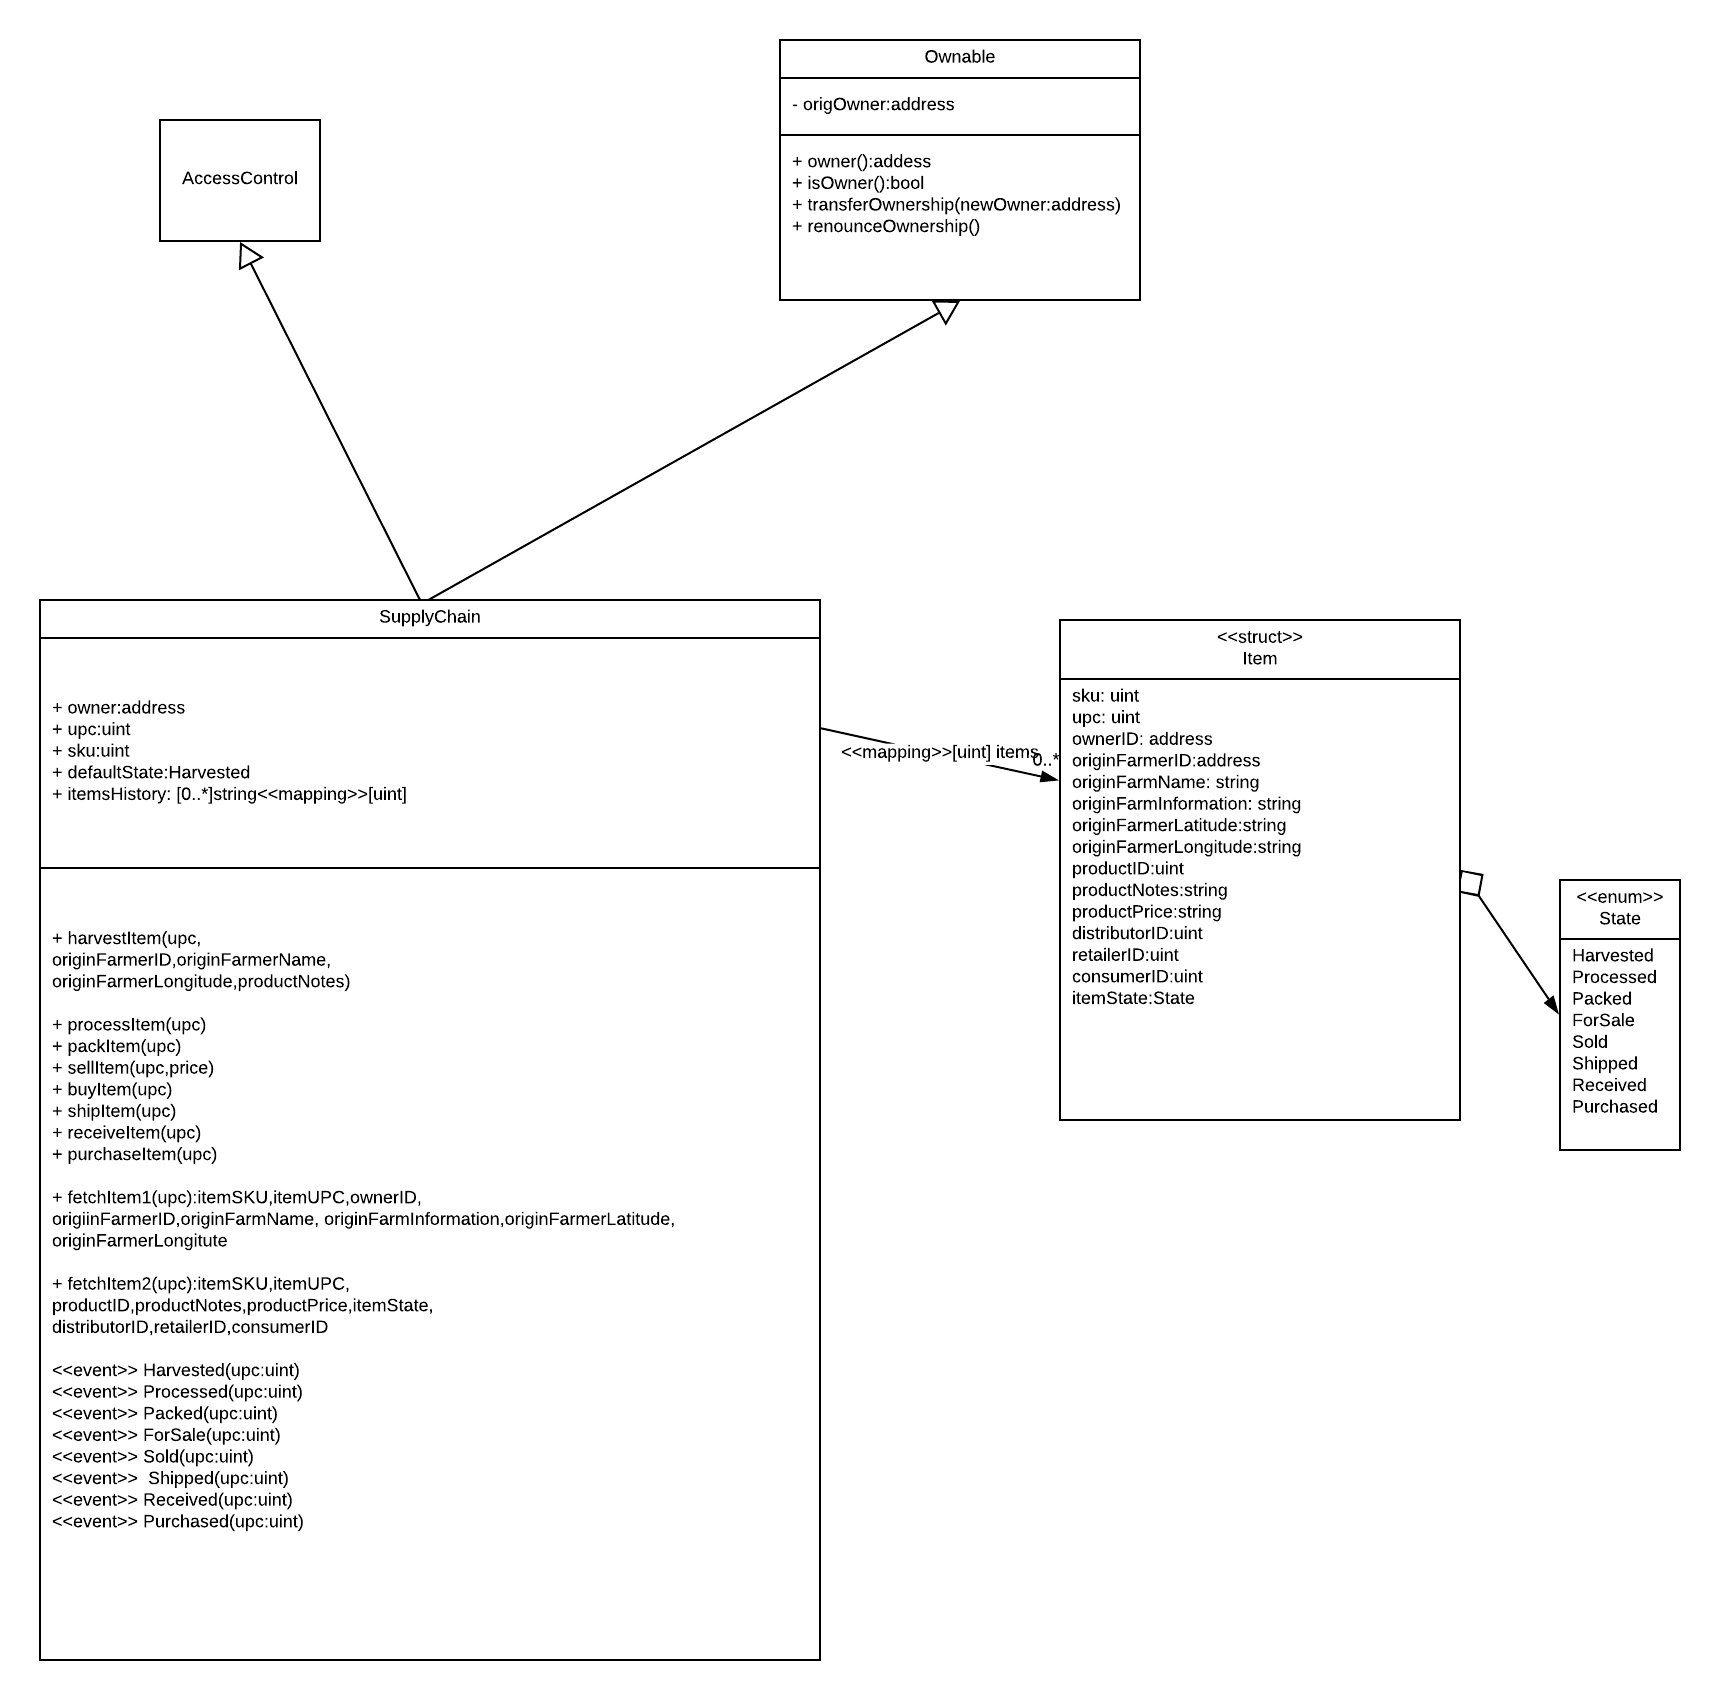 Ownable
- origOwner:address
+ owner():addess
+ isOwner():bool
+ transferOwnership(newOwner:address)
+ renounceOwnership()
AccessControl
SupplyChain
+ owner:address
+ upc:uint
+ sku:uint
+ defaultState:Harvested
+ itemsHistory: [0..*]string<<mapping>>[uint]
+ harvestItem(upc,
originFarmerID,originFarmerName,
originFarmerLongitude,productNotes)
+ processItem(upc)
+ packItem(upc)
+ sellItem(upc,price)
+ buyItem(upc)
+ shipItem(upc)
+ receiveItem(upc)
+ purchaseItem(upc)
+ fetchItem1(upc):itemSKU,itemUPC,ownerID,
origiinFarmerID,originFarmName, originFarmInformation,originFarmerLatitude,
originFarmerLongitute
+ fetchItem2(upc):itemSKU,itemUPC,
productID,productNotes,productPrice,itemState,
distributorID,retailerID,consumerID
<<event>> Harvested(upc:uint)
<<event>> Processed(upc:uint)
<<event>> Packed(upc:uint)
<<event>> ForSale(upc:uint)
<<event>> Sold(upc:uint)
<<event>>  Shipped(upc:uint)
<<event>> Received(upc:uint)
<<event>> Purchased(upc:uint)
<<mapping>>[uint] items
0..*
<<struct>>
Item
sku: uint
upc: uint
ownerID: address
originFarmerID:address
originFarmName: string
originFarmInformation: string
originFarmerLatitude:string
originFarmerLongitude:string
productID:uint
productNotes:string
productPrice:string
distributorID:uint
retailerID:uint
consumerID:uint
itemState:State
<<enum>>
State
Harvested
Processed
Packed
ForSale
Sold
Shipped
Received
Purchased